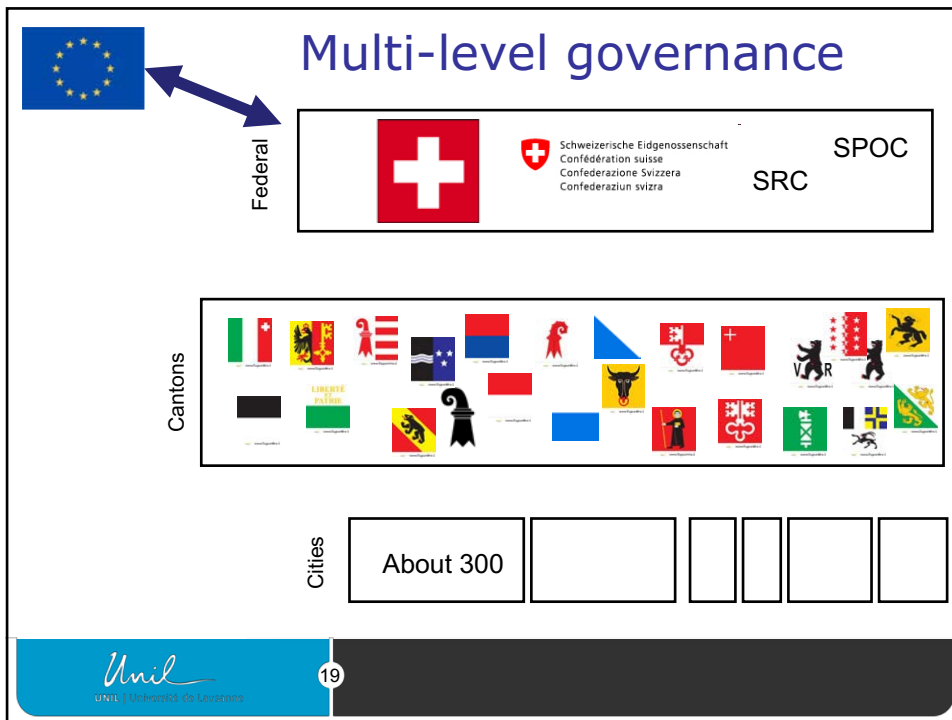 Multi-level governance
Federal
Schweizerische Eidgenossenschaft
Confédération suisse
Confederazione Svizzera
Confederaziun svizra
SRC
SPOC
Cantons
LIBERTÉ
ET
PATRIE
V R
Cities
About 300
Unil
UNIL | Université de Lausanne
19